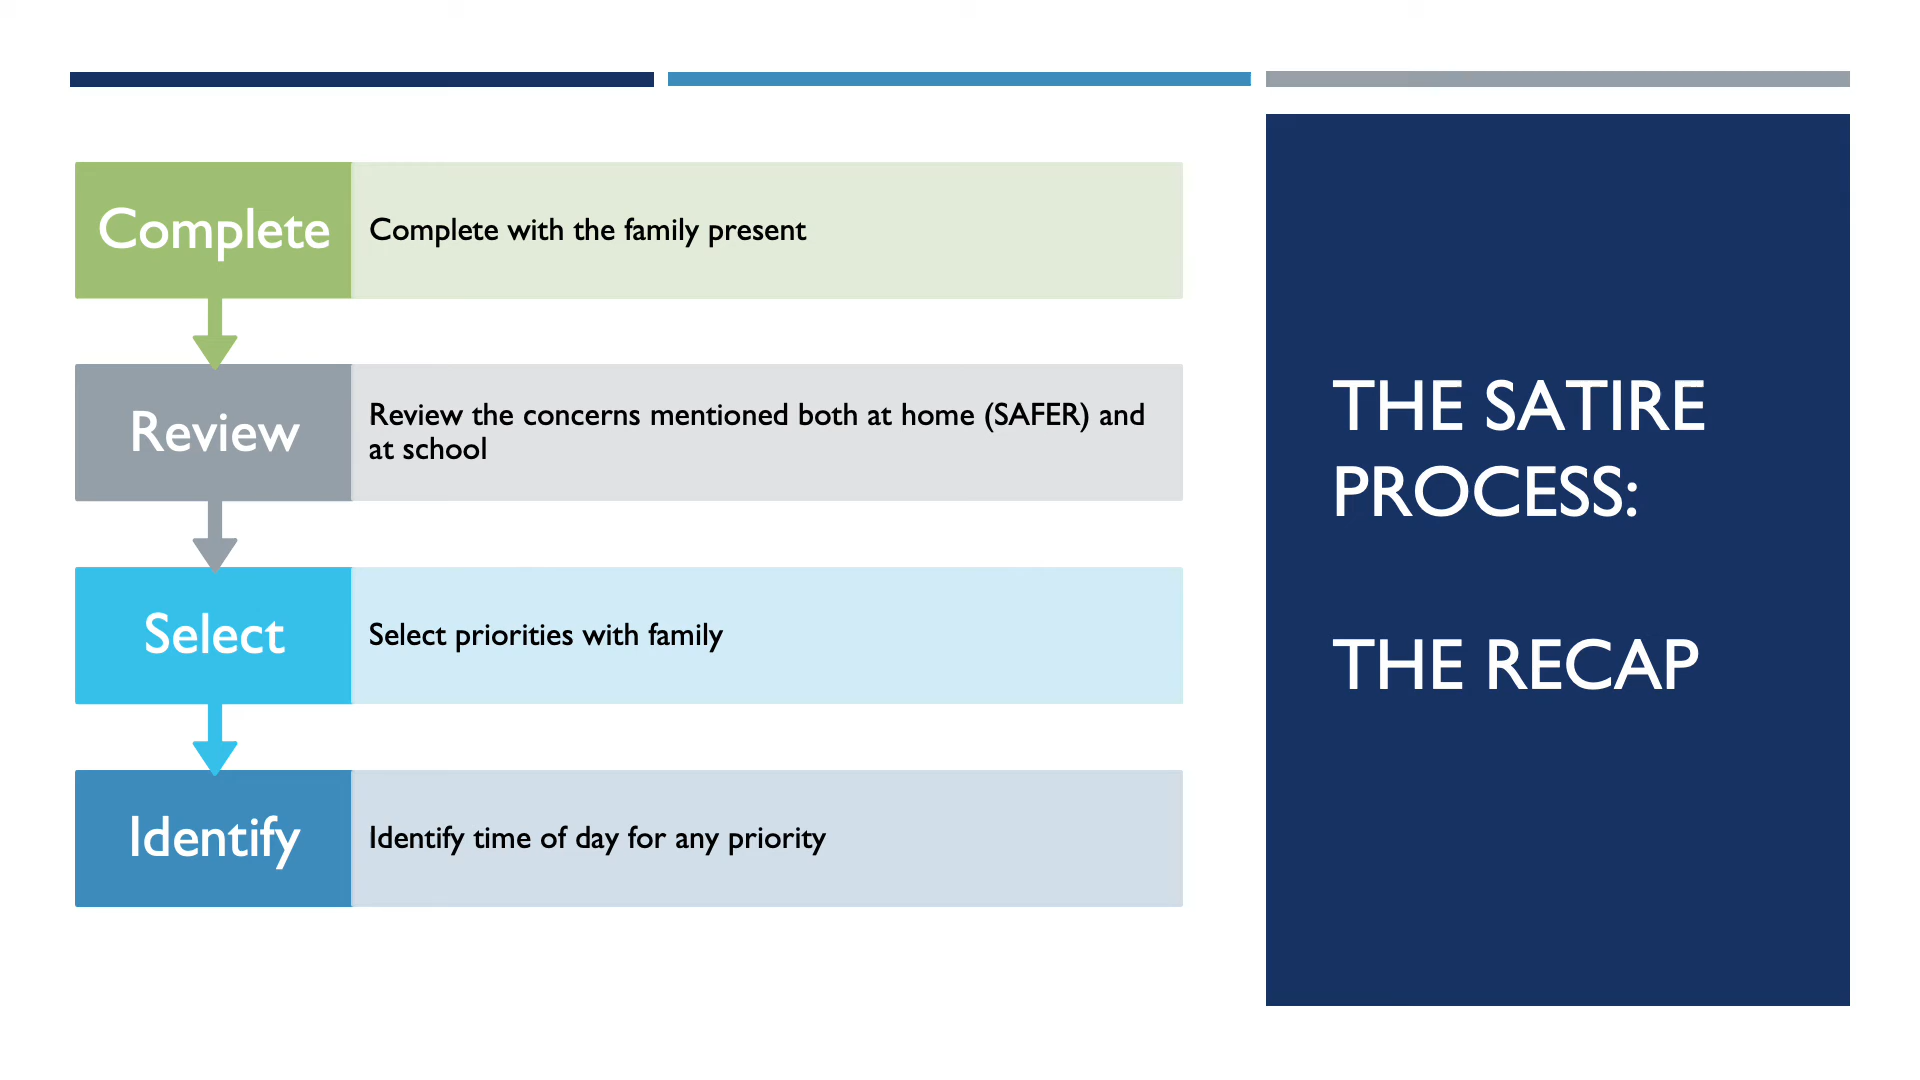 Complete
Complete with the family present
Review
Review the concerns mentioned both at home (SAFER) and
at school
Select
Select priorities with family
Identify
Identify time of day for any priority
THE SATIRE
PROCESS:
THE RECAP